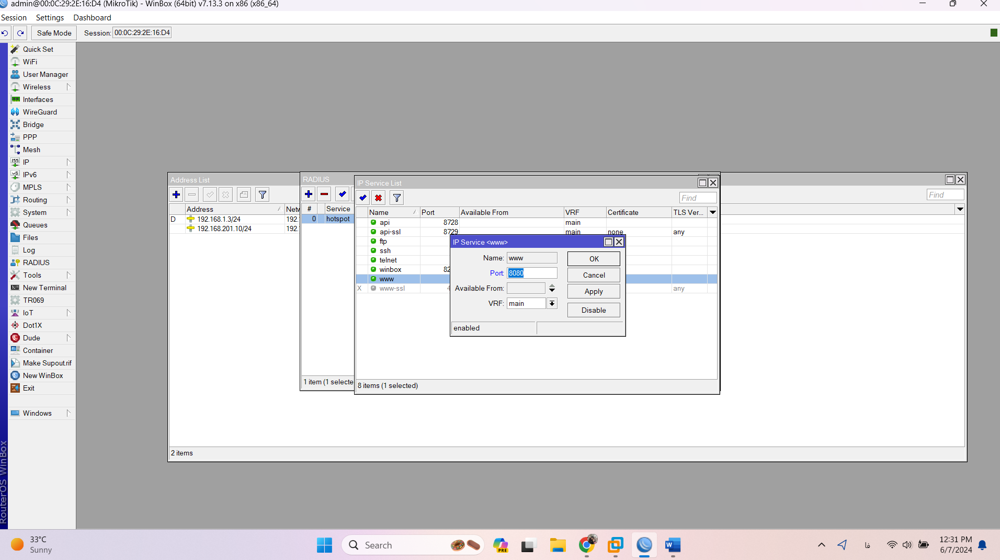 admin@00:0C:29:2E:16:D4 (MikroTik) - WinBox (64bit) v7.13.3 on x86 (x86_64)
Session Settings Dashboard
Safe Mode Session: 00:0C:29:2E:16:D4
Quick Set
WiFi
User Manager
Wireless
Interfaces
WireGuard
Bridge
PPP
Mesh
IP
IPv6
MPLS
Routing
System
Queues
Files
Log
RADIUS
Tools
New Terminal
TR069
IoT
Dot1X
Dude
Container
Make Supout.rif
New WinBox
Exit
Windows
RouterOS WinBox
Address List
Find
Address Netw
D 192.168.1.3/24 192.
192.168.201.10/24 192.
2 items
RADIUS
# Service
0 hotspot
1 item (1 selecte
IP Service List
Find
Name Port Available From VRF Certificate TLS Ver...
api 8728 main
api-ssl 8729 main none any
ftp
ssh
telnet
winbox 82
www
X www-ssl 4 any
8 items (1 selected)
IP Service <www>
Name: www
Port: 8080
Available From:
VRF: main
OK
Cancel
Apply
Disable
enabled
33°C
Sunny
Search
PRE
W
فا
12:31 PM
6/7/2024